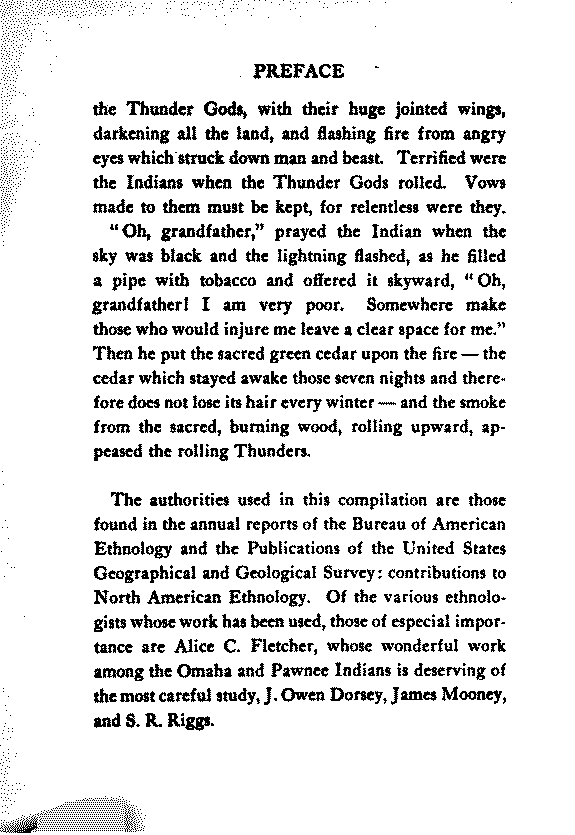 PREFACE
the Thunder Gods, with their huge jointed wings,
darkening all the land, and flashing fire from angry
eyes which struck down man and beast. Terrified were
the Indians when the Thunder Gods rolled. Vows
made to them must be kept, for relentless were they.
"Oh, grandfather," prayed the Indian when the
sky was black and the lightning flashed, as he filled
a pipe with tobacco and offered it skyward, "Oh,
grandfather! I am very poor. Somewhere make
those who would injure me leave a clear space for me."
Then he put the sacred green cedar upon the fire — the
cedar which stayed awake those seven nights and there-
fore does not lose its hair every winter — and the smoke
from the sacred, burning wood, rolling upward, ap-
peased the rolling Thunders.
The authorities used in this compilation are those
found in the annual reports of the Bureau of American
Ethnology and the Publications of the United States
Geographical and Geological Survey: contributions to
North American Ethnology. Of the various ethnolo-
gists whose work has been used, those of especial impor-
tance are Alice C. Fletcher, whose wonderful work
among the Omaha and Pawnee Indians is deserving of
the most careful study, J. Owen Dorsey, James Mooney,
and S. R. Riggs.